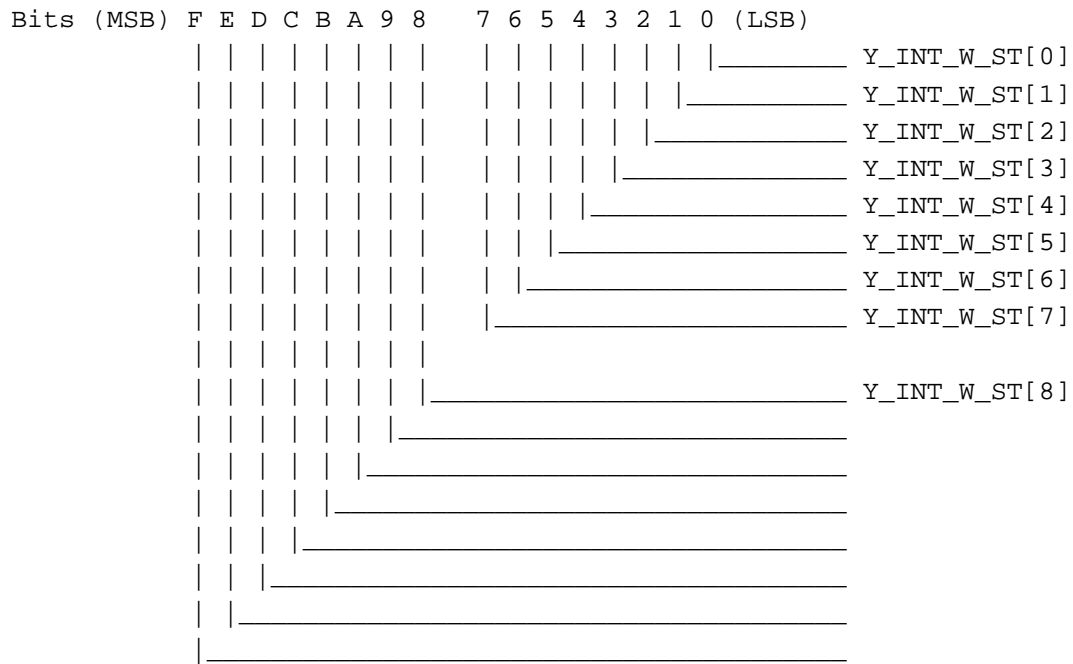 Bits (MSB) F E D C B A 9 8 7 6 5 4 3 2 1 0 (LSB)
Y_INT_W_ST[0]
Y_INT_W_ST[1]
Y_INT_W_ST[2]
Y_INT_W_ST[3]
Y_INT_W_ST[4]
Y_INT_W_ST[5]
Y_INT_W_ST[6]
Y_INT_W_ST[7]
Y_INT_W_ST[8]